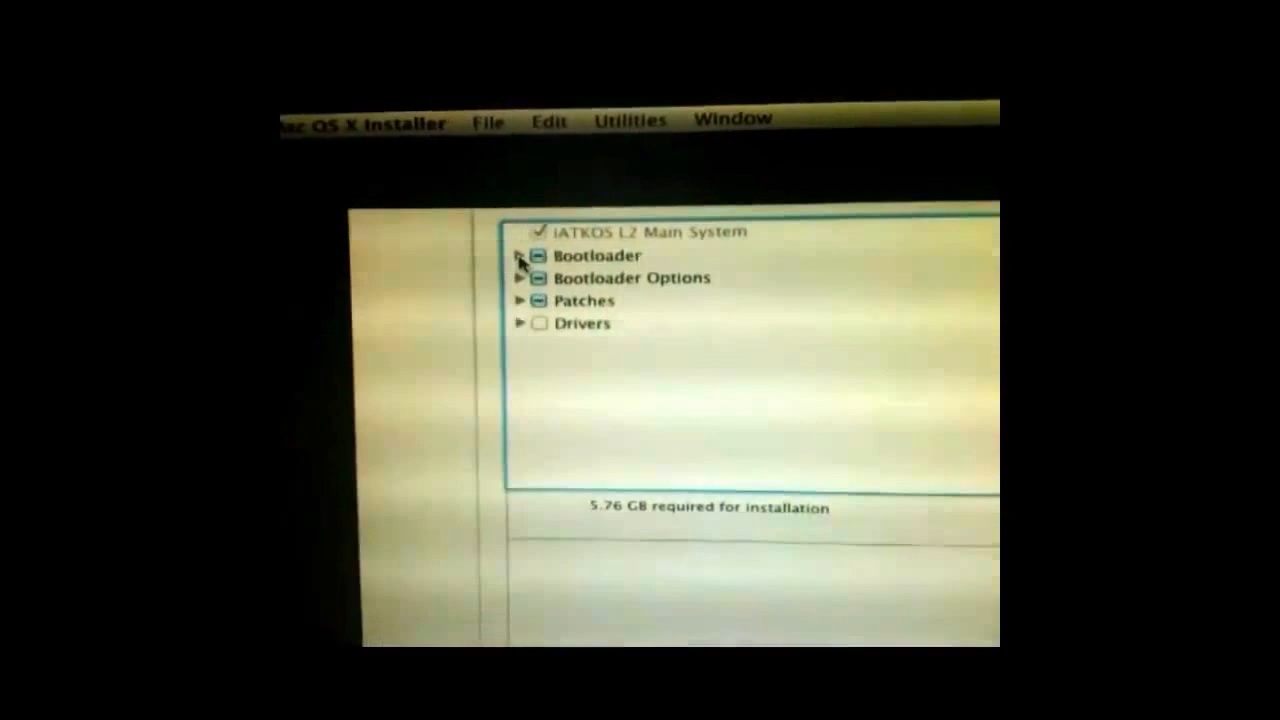 Mac OS X Installer File Edit Utilities Window
iATKOS L2 Main System
Bootloader
Bootloader Options
Patches
Drivers
5.76 GB required for installation